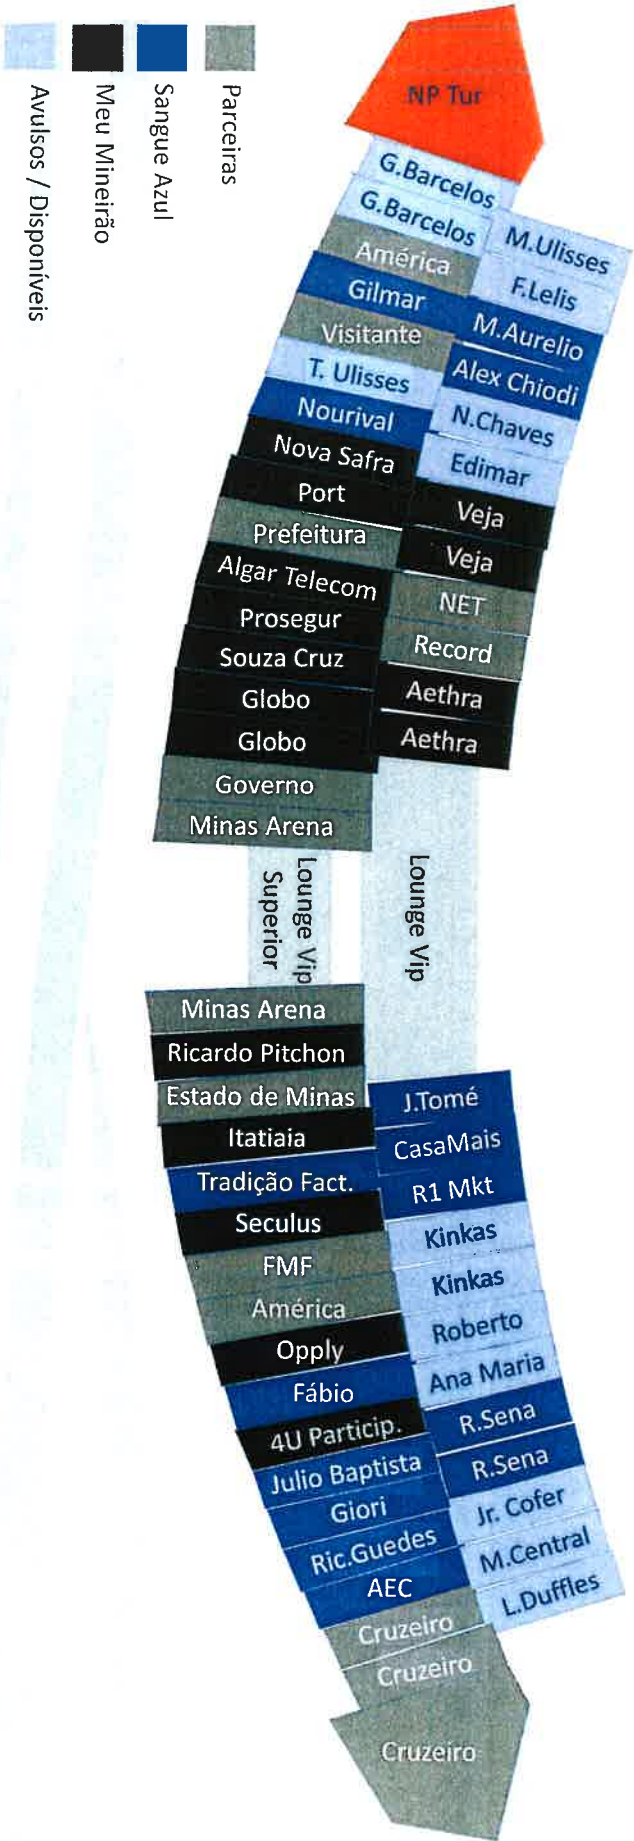 Parceiras
Sangue Azul
Meu Mineirão
Avulsos / Disponíveis
NP Tur
G.Barcelos
G.Barcelos
América
Gilmar
Visitante
T. Ulisses
Nourival
Nova Safra
Port
Prefeitura
Algar Telecom
Prosegur
Souza Cruz
Globo
Globo
Governo
Minas Arena
M.Ulisses
F.Lelis
M.Aurelio
Alex Chiodi
N.Chaves
Edimar
Veja
Veja
NET
Record
Aethra
Aethra
Lounge Vip
Superior
Lounge Vip
Minas Arena
Ricardo Pitchon
Estado de Minas
Itatiaia
Tradição Fact.
Seculus
FMF
América
Opply
Fábio
4U Particip.
Julio Baptista
Giori
Ric.Guedes
AEC
Cruzeiro
Cruzeiro
Cruzeiro
J.Tomé
CasaMais
R1 Mkt
Kinkas
Kinkas
Roberto
Ana Maria
R.Sena
R.Sena
Jr. Cofer
M.Central
L.Duffles